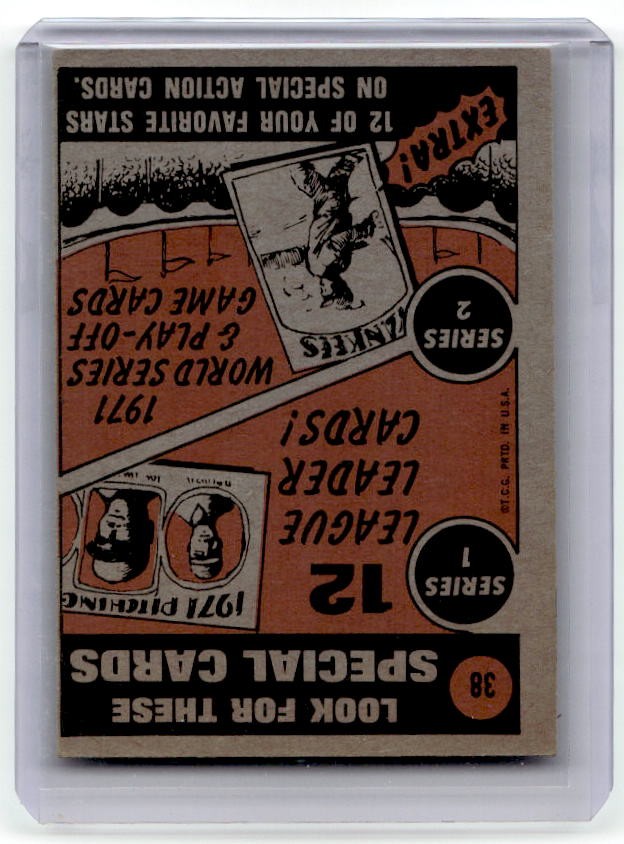 LOOK FOR THESE
SPECIAL CARDS
38
12
LEAGUE
LEADER
CARDS!
SERIES
1
1971 PITCHING
©T.C.G. PRTD. IN U.S.A.
1971
WORLD SERIES
& PLAY-OFF
GAME CARDS
SERIES
2
YANKEES
EXTRA!
12 OF YOUR FAVORITE STARS
ON SPECIAL ACTION CARDS.